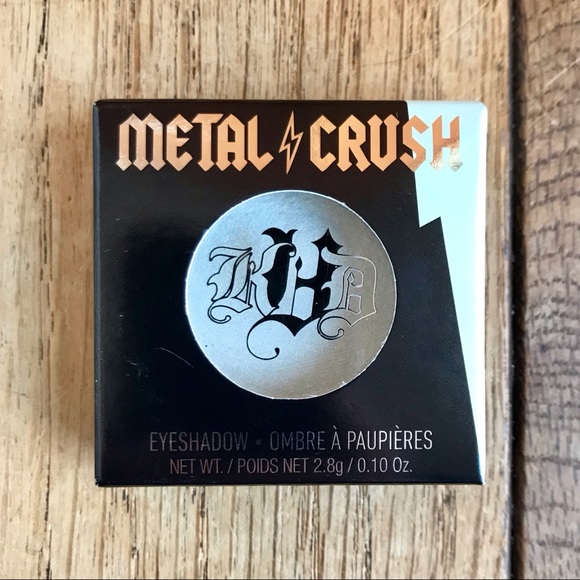 METAL CRUSH
KVD
EYESHADOW • OMBRE À PAUPIÈRES
NET WT. / POIDS NET 2.8g / 0.10 Oz.